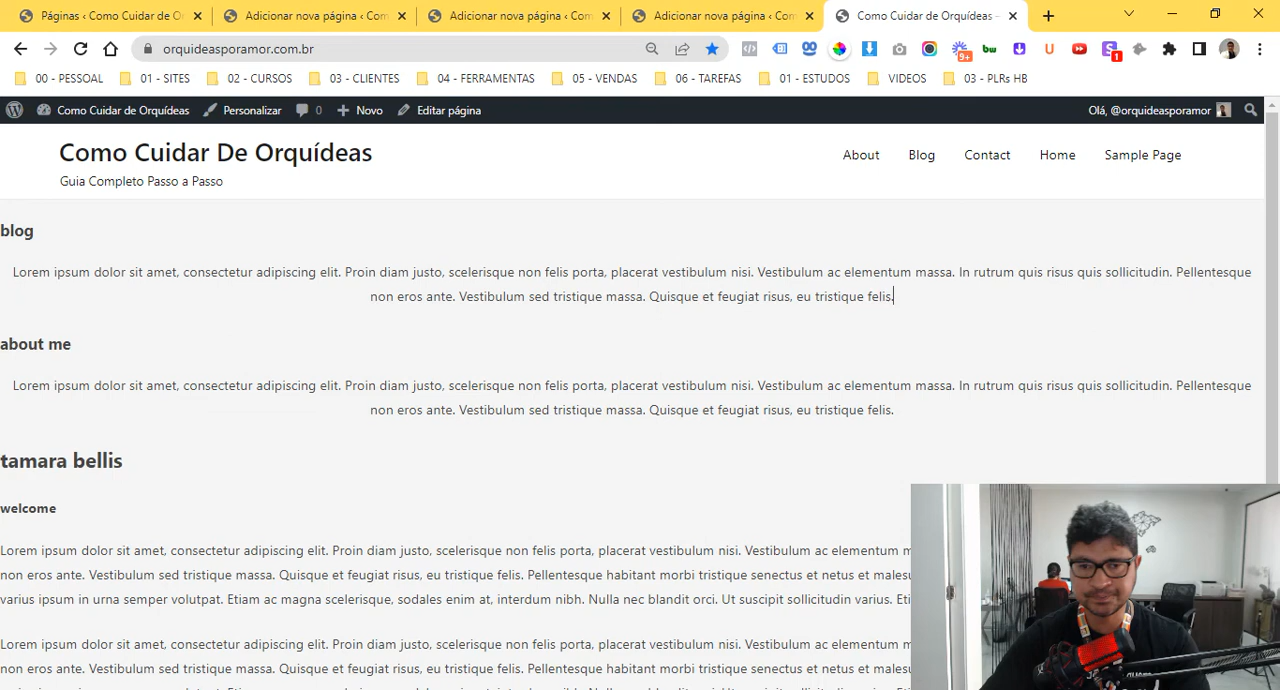 Páginas ‹ Como Cuidar de O
Adicionar nova página ‹ Com
Adicionar nova página ‹ Com
Adicionar nova página ‹ Com
Como Cuidar de Orquídeas –
orquideasporamor.com.br
00 - PESSOAL
01 - SITES
02 - CURSOS
03 - CLIENTES
04 - FERRAMENTAS
05 - VENDAS
06 - TAREFAS
01 - ESTUDOS
VIDEOS
03 - PLRs HB
Como Cuidar de Orquídeas
Personalizar
0
Novo
Editar página
Olá, @orquideasporamor
Como Cuidar De Orquídeas
Guia Completo Passo a Passo
About
Blog
Contact
Home
Sample Page
blog
Lorem ipsum dolor sit amet, consectetur adipiscing elit. Proin diam justo, scelerisque non felis porta, placerat vestibulum nisi. Vestibulum ac elementum massa. In rutrum quis risus quis sollicitudin. Pellentesque
non eros ante. Vestibulum sed tristique massa. Quisque et feugiat risus, eu tristique felis.
about me
Lorem ipsum dolor sit amet, consectetur adipiscing elit. Proin diam justo, scelerisque non felis porta, placerat vestibulum nisi. Vestibulum ac elementum massa. In rutrum quis risus quis sollicitudin. Pellentesque
non eros ante. Vestibulum sed tristique massa. Quisque et feugiat risus, eu tristique felis.
tamara bellis
welcome
Lorem ipsum dolor sit amet, consectetur adipiscing elit. Proin diam justo, scelerisque non felis porta, placerat vestibulum nisi. Vestibulum ac elementum
non eros ante. Vestibulum sed tristique massa. Quisque et feugiat risus, eu tristique felis. Pellentesque habitant morbi tristique senectus et netus et
varius ipsum in urna semper volutpat. Etiam ac magna scelerisque, ultricies enim at, interdum nibh. Nulla nec blandit orci. Ut suscipit sollicitudin varius.
Lorem ipsum dolor sit amet, consectetur adipiscing elit. Proin diam justo, scelerisque non felis porta, placerat vestibulum nisi. Vestibulum ac elementum
non eros ante. Vestibulum sed tristique massa. Quisque et feugiat risus, eu tristique felis. Pellentesque habitant morbi tristique senectus et netus et